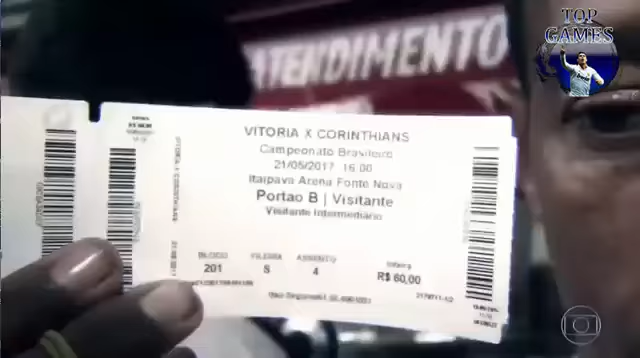 TOP
GAMES
ATENDIMENTO
VITORIA X CORINTHIANS
Campeonato Brasileiro
21/05/2017 16:00
Itaipava Arena Fonte Nova
Portao B | Visitante
Visitante Intermediário
BLOCO FILEIRA ASSENTO
201 S 4
Inteira
R$ 60,00